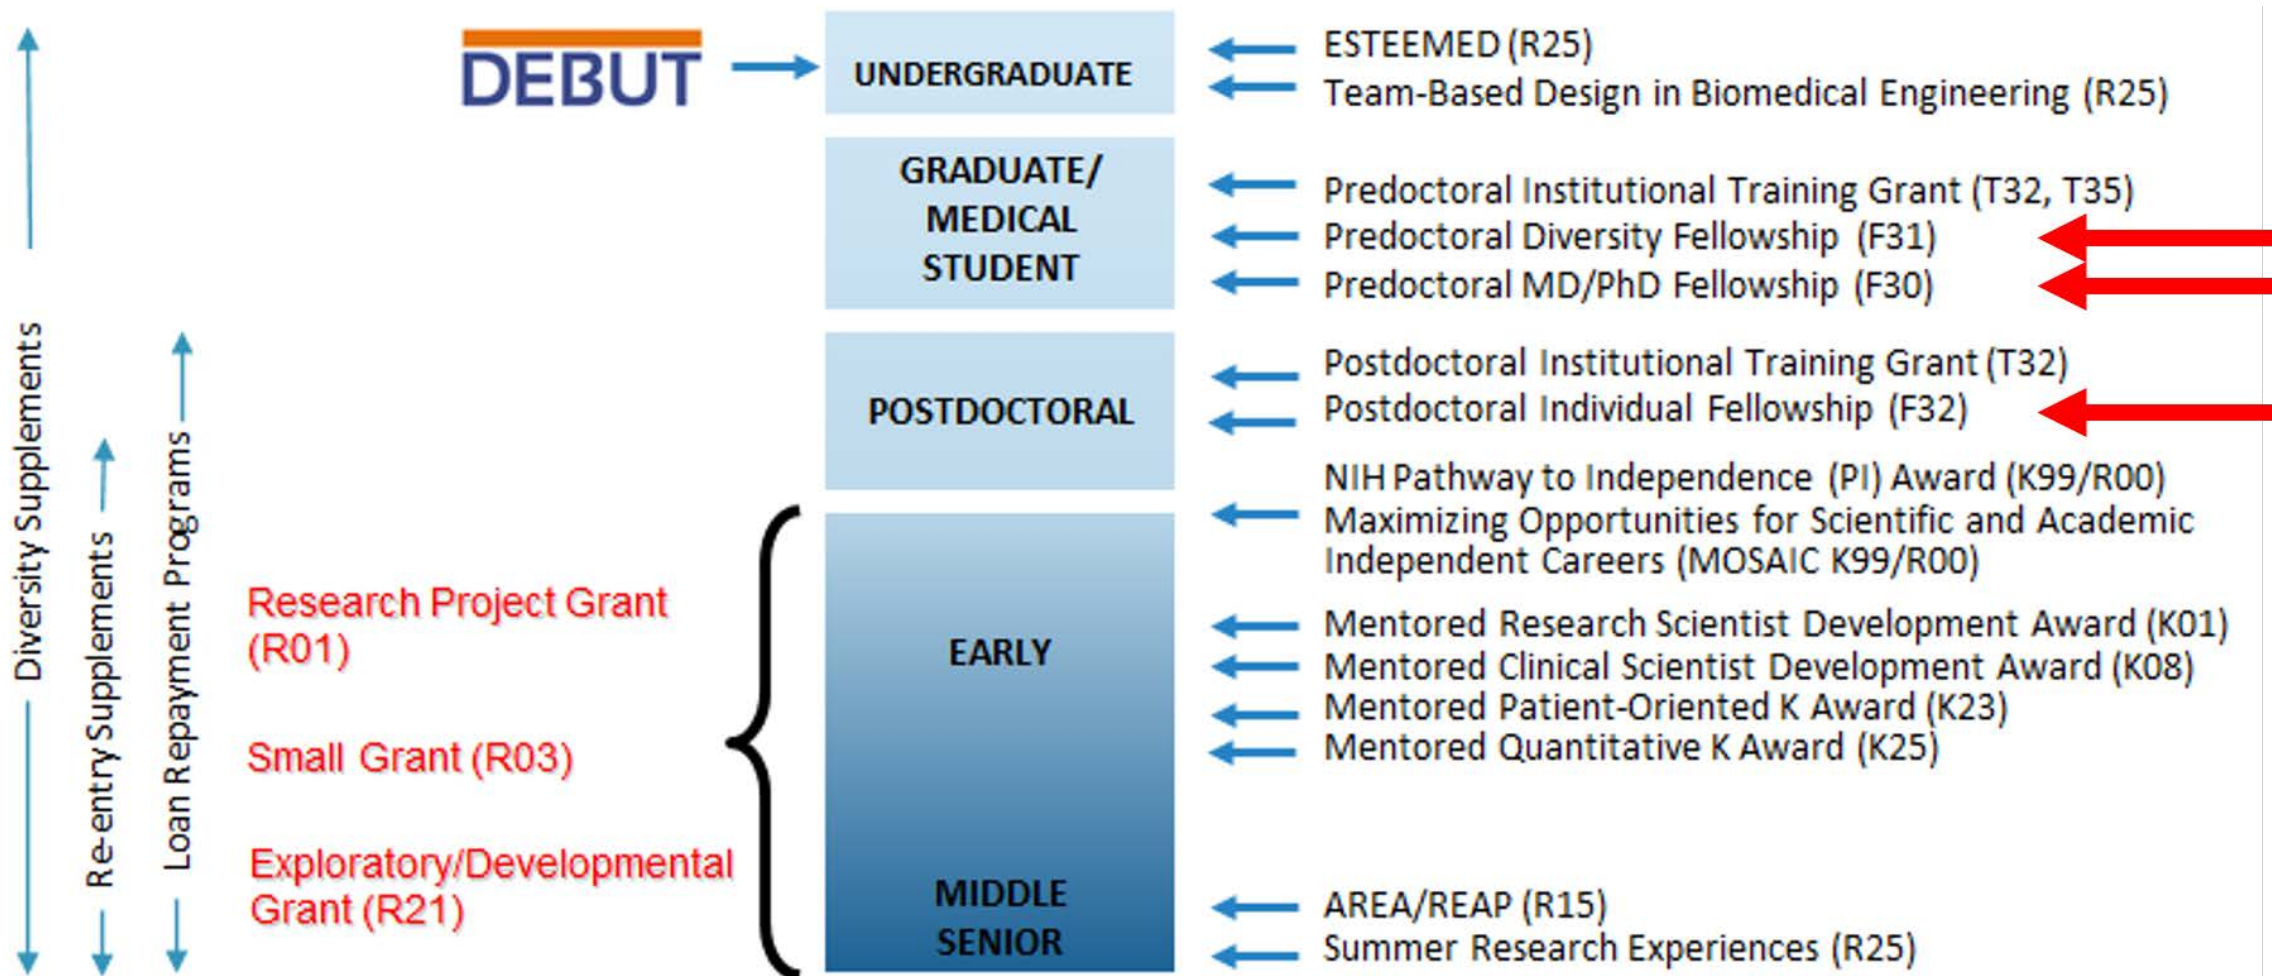 DEBUT
UNDERGRADUATE
ESTEEMED (R25)
Team-Based Design in Biomedical Engineering (R25)
GRADUATE/
MEDICAL
STUDENT
Predoctoral Institutional Training Grant (T32, T35)
Predoctoral Diversity Fellowship (F31)
Predoctoral MD/PhD Fellowship (F30)
POSTDOCTORAL
Postdoctoral Institutional Training Grant (T32)
Postdoctoral Individual Fellowship (F32)
NIH Pathway to Independence (PI) Award (K99/R00)
Maximizing Opportunities for Scientific and Academic
Independent Careers (MOSAIC K99/R00)
EARLY
Mentored Research Scientist Development Award (K01)
Mentored Clinical Scientist Development Award (K08)
Mentored Patient-Oriented K Award (K23)
Mentored Quantitative K Award (K25)
MIDDLE
SENIOR
AREA/REAP (R15)
Summer Research Experiences (R25)
Diversity Supplements
Re-entry Supplements
Loan Repayment Programs
Research Project Grant
(R01)
Small Grant (R03)
Exploratory/Developmental
Grant (R21)